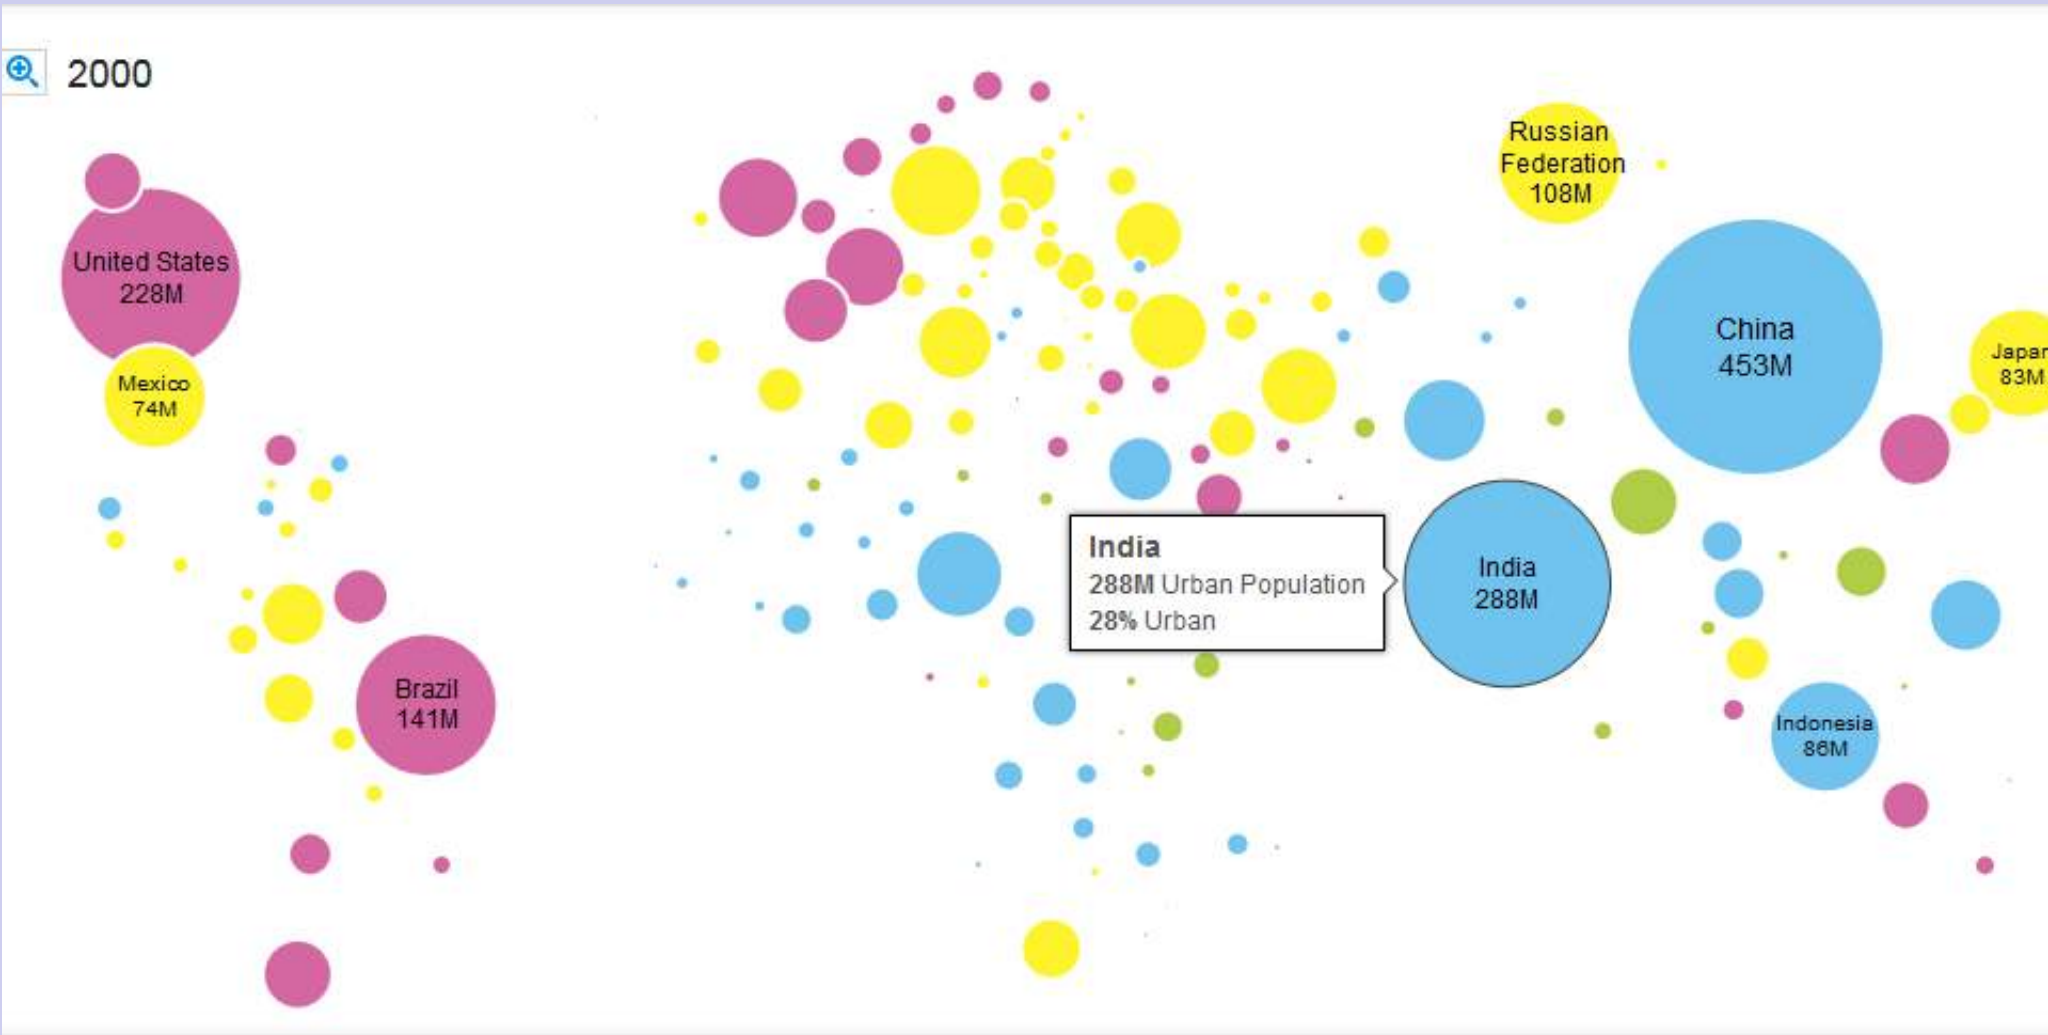 2000
Russian
Federation
108M
United States
228M
China
453M
Japan
83M
Mexico
74M
India
288M Urban Population
28% Urban
India
288M
Brazil
141M
Indonesia
86M